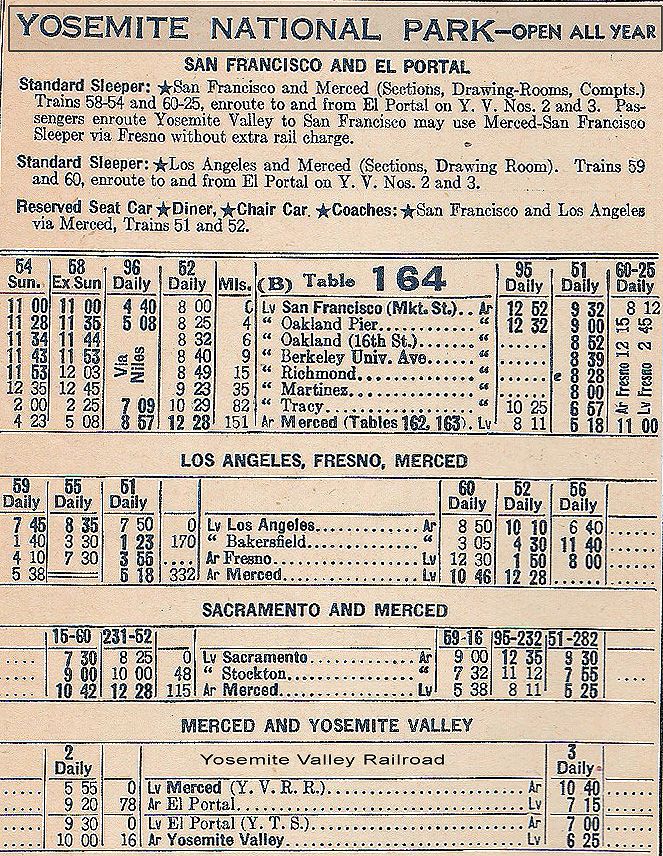 YOSEMITE NATIONAL PARK—OPEN ALL YEAR
SAN FRANCISCO AND EL PORTAL
Standard Sleeper: ★San Francisco and Merced (Sections, Drawing-Rooms, Compts.)
Trains 58-54 and 60-25, enroute to and from El Portal on Y. V. Nos. 2 and 3. Pas-
sengers enroute Yosemite Valley to San Francisco may use Merced-San Francisco
Sleeper via Fresno without extra rail charge.
Standard Sleeper: ★Los Angeles and Merced (Sections, Drawing Room). Trains 59
and 60, enroute to and from El Portal on Y. V. Nos. 2 and 3.
Reserved Seat Car ★Diner, ★Chair Car, ★Coaches: ★San Francisco and Los Angeles
via Merced, Trains 51 and 52.
54 58 96 52 Mls. (B) Table 164 95 51 60-25
Sun. Ex Sun Daily Daily Daily Daily Daily
11 00 11 00 4 40 8 00 0 Lv San Francisco (Mkt. St.).. Ar 12 52 9 32 8 12
11 28 11 35 5 08 8 25 4 " Oakland Pier............ " 12 32 9 00
11 34 11 44 8 32 6 " Oakland (16th St.)...... " ...... 8 52
11 43 11 53 Via Niles 8 40 9 " Berkeley Univ. Ave...... " ...... 8 39
11 53 12 03 8 49 15 " Richmond................ " ...... e 8 28
12 35 12 45 9 23 35 " Martinez................ " ...... 8 00
2 00 2 25 7 09 10 29 82 " Tracy................... " 10 25 6 57
Ar Fresno 12 15
Lv Fresno 2 45
4 23 5 08 8 57 12 28 151 Ar Merced (Tables 162, 163). Lv 8 11 5 18 11 00
LOS ANGELES, FRESNO, MERCED
59 55 51 60 52 56
Daily Daily Daily Daily Daily Daily
7 45 8 35 7 50 0 Lv Los Angeles............ Ar 8 50 10 10 6 40 .....
1 40 3 30 1 23 170 " Bakersfield............ " 3 05 4 30 11 40 .....
4 10 7 30 3 55 .... Ar Fresno................ Lv 12 30 1 50 8 00 .....
5 38 5 18 332 Ar Merced................ Lv 10 46 12 28 ...... .....
SACRAMENTO AND MERCED
15-60 231-52 59-16 95-232 51-282
.... 7 30 8 25 0 Lv Sacramento............ Ar 9 00 12 35 9 30
.... 9 00 10 00 48 " Stockton............... " 7 32 11 12 7 55 ....
.... 10 42 12 28 115 Ar Merced................ Lv 5 38 8 11 5 25
MERCED AND YOSEMITE VALLEY
2 Yosemite Valley Railroad 3
Daily Daily
.... 5 55 0 Lv Merced (Y. V. R. R.)........................ Ar 10 40 .....
.... 9 20 78 Ar El Portal................................... Lv 7 15 .....
.... 9 30 0 Lv El Portal (Y. T. S.)........................ Ar 7 00 .....
.... 10 00 16 Ar Yosemite Valley............................. Lv 6 25 .....